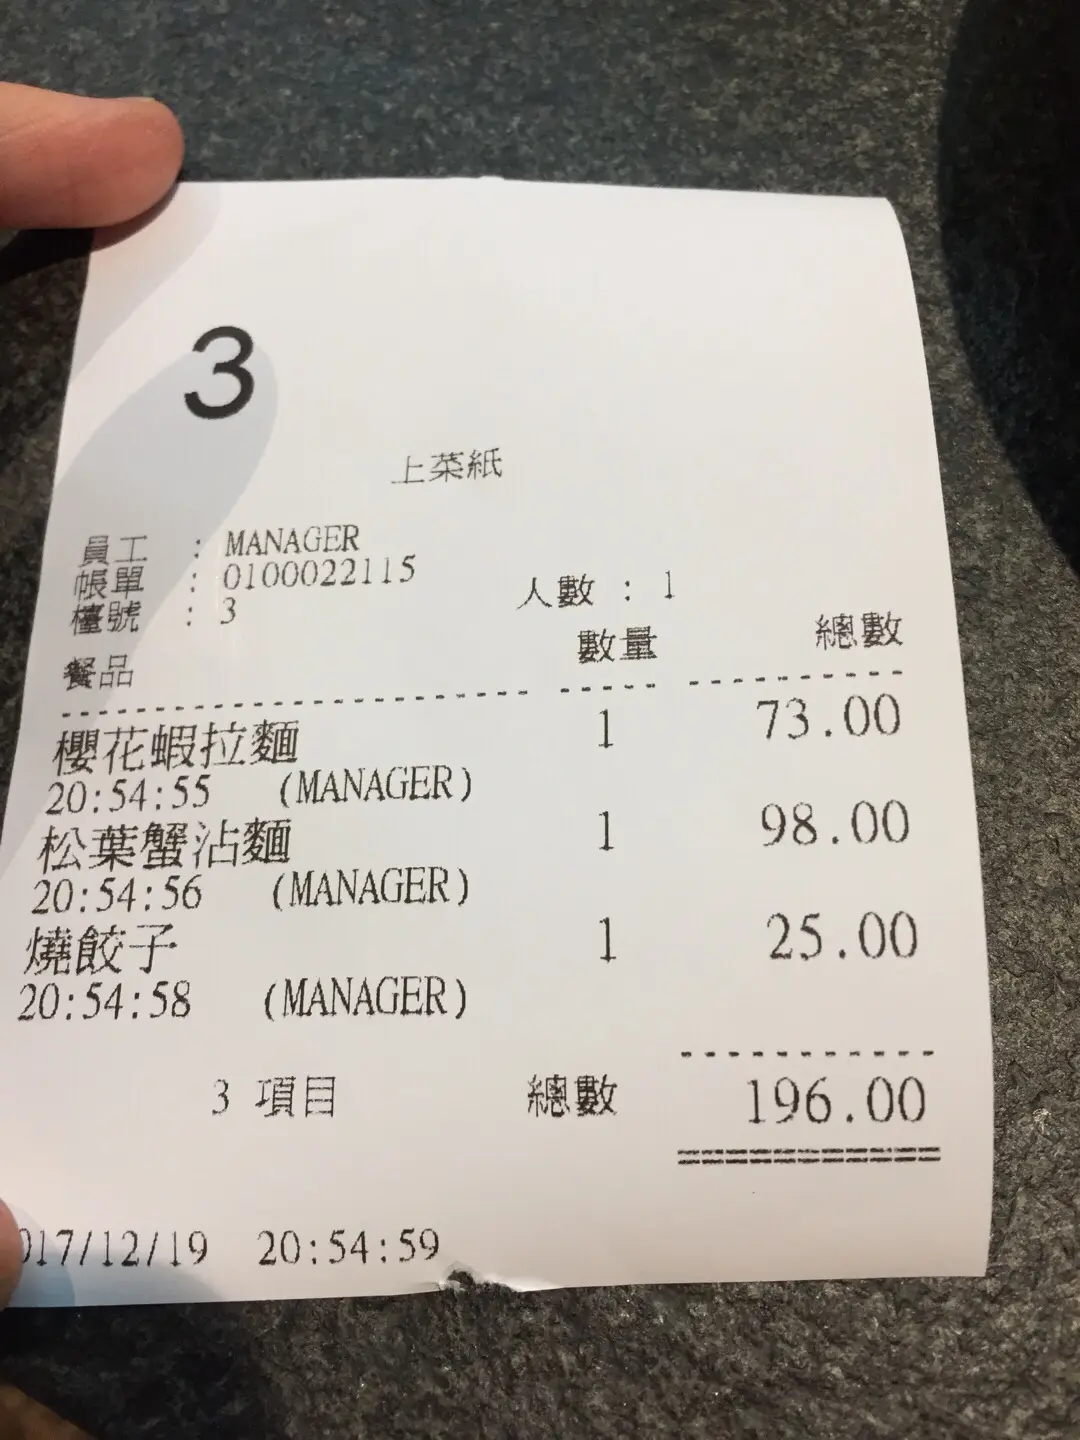 3
上菜紙
員工 : MANAGER
帳單 : 0100022115
檯號 : 3 人數 : 1
餐品 數量 總數
櫻花蝦拉麵 1 73.00
20:54:55 (MANAGER)
松葉蟹沾麵 1 98.00
20:54:56 (MANAGER)
燒餃子 1 25.00
20:54:58 (MANAGER)
3 項目 總數 196.00
017/12/19 20:54:59